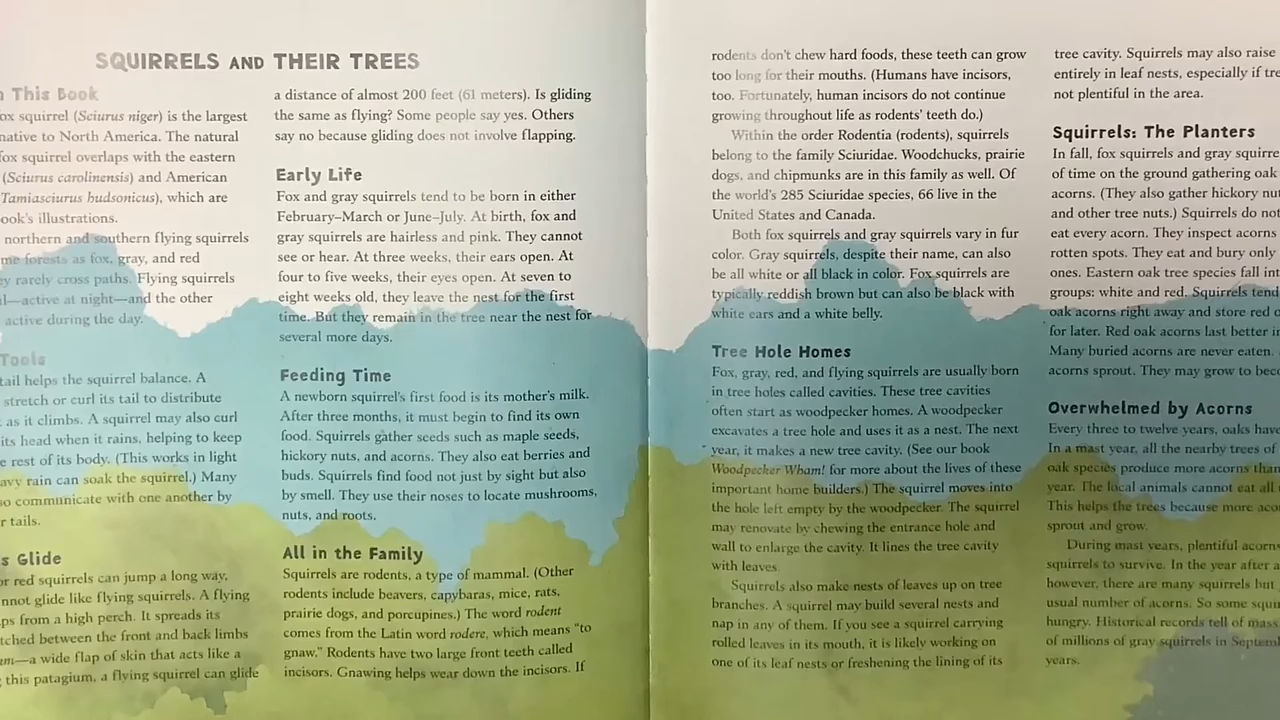 SQUIRRELS AND THEIR TREES
This Book
ox squirrel (Sciurus niger) is the largest
native to North America. The natural
fox squirrel overlaps with the eastern
(Sciurus carolinensis) and American
Tamiasciurus hudsonicus), which are
ook's illustrations.
northern and southern flying squirrels
me forests as fox, gray, and red
ey rarely cross paths. Flying squirrels
l—active at night—and the other
active during the day.
Tools
tail helps the squirrel balance. A
stretch or curl its tail to distribute
as it climbs. A squirrel may also curl
its head when it rains, helping to keep
e rest of its body. (This works in light
avy rain can soak the squirrel.) Many
so communicate with one another by
r tails.
s Glide
or red squirrels can jump a long way,
nnot glide like flying squirrels. A flying
ps from a high perch. It spreads its
tched between the front and back limbs
um—a wide flap of skin that acts like a
this patagium, a flying squirrel can glide
a distance of almost 200 feet (61 meters). Is gliding
the same as flying? Some people say yes. Others
say no because gliding does not involve flapping.
Early Life
Fox and gray squirrels tend to be born in either
February–March or June–July. At birth, fox and
gray squirrels are hairless and pink. They cannot
see or hear. At three weeks, their ears open. At
four to five weeks, their eyes open. At seven to
eight weeks old, they leave the nest for the first
time. But they remain in the tree near the nest for
several more days.
Feeding Time
A newborn squirrel's first food is its mother's milk.
After three months, it must begin to find its own
food. Squirrels gather seeds such as maple seeds,
hickory nuts, and acorns. They also eat berries and
buds. Squirrels find food not just by sight but also
by smell. They use their noses to locate mushrooms,
nuts, and roots.
All in the Family
Squirrels are rodents, a type of mammal. (Other
rodents include beavers, capybaras, mice, rats,
prairie dogs, and porcupines.) The word rodent
comes from the Latin word rodere, which means "to
gnaw." Rodents have two large front teeth called
incisors. Gnawing helps wear down the incisors. If
rodents don't chew hard foods, these teeth can grow
too long for their mouths. (Humans have incisors,
too. Fortunately, human incisors do not continue
growing throughout life as rodents' teeth do.)
Within the order Rodentia (rodents), squirrels
belong to the family Sciuridae. Woodchucks, prairie
dogs, and chipmunks are in this family as well. Of
the world's 285 Sciuridae species, 66 live in the
United States and Canada.
Both fox squirrels and gray squirrels vary in fur
color. Gray squirrels, despite their name, can also
be all white or all black in color. Fox squirrels are
typically reddish brown but can also be black with
white ears and a white belly.
Tree Hole Homes
Fox, gray, red, and flying squirrels are usually born
in tree holes called cavities. These tree cavities
often start as woodpecker homes. A woodpecker
excavates a tree hole and uses it as a nest. The next
year, it makes a new tree cavity. (See our book
Woodpecker Wham! for more about the lives of these
important home builders.) The squirrel moves into
the hole left empty by the woodpecker. The squirrel
may renovate by chewing the entrance hole and
wall to enlarge the cavity. It lines the tree cavity
with leaves.
Squirrels also make nests of leaves up on tree
branches. A squirrel may build several nests and
nap in any of them. If you see a squirrel carrying
rolled leaves in its mouth, it is likely working on
one of its leaf nests or freshening the lining of its
tree cavity. Squirrels may also raise
entirely in leaf nests, especially if tre
not plentiful in the area.
Squirrels: The Planters
In fall, fox squirrels and gray squirre
of time on the ground gathering oak
acorns. (They also gather hickory nu
and other tree nuts.) Squirrels do not
eat every acorn. They inspect acorns
rotten spots. They eat and bury only
ones. Eastern oak tree species fall int
groups: white and red. Squirrels tend
oak acorns right away and store red o
for later. Red oak acorns last better in
Many buried acorns are never eaten.
acorns sprout. They may grow to beco
Overwhelmed by Acorns
Every three to twelve years, oaks have
In a mast year, all the nearby trees of
oak species produce more acorns than
year. The local animals cannot eat all
This helps the trees because more aco
sprout and grow.
During mast years, plentiful acorns
squirrels to survive. In the year after a
however, there are many squirrels but
usual number of acorns. So some squir
hungry. Historical records tell of mass
of millions of gray squirrels in Septemb
years.